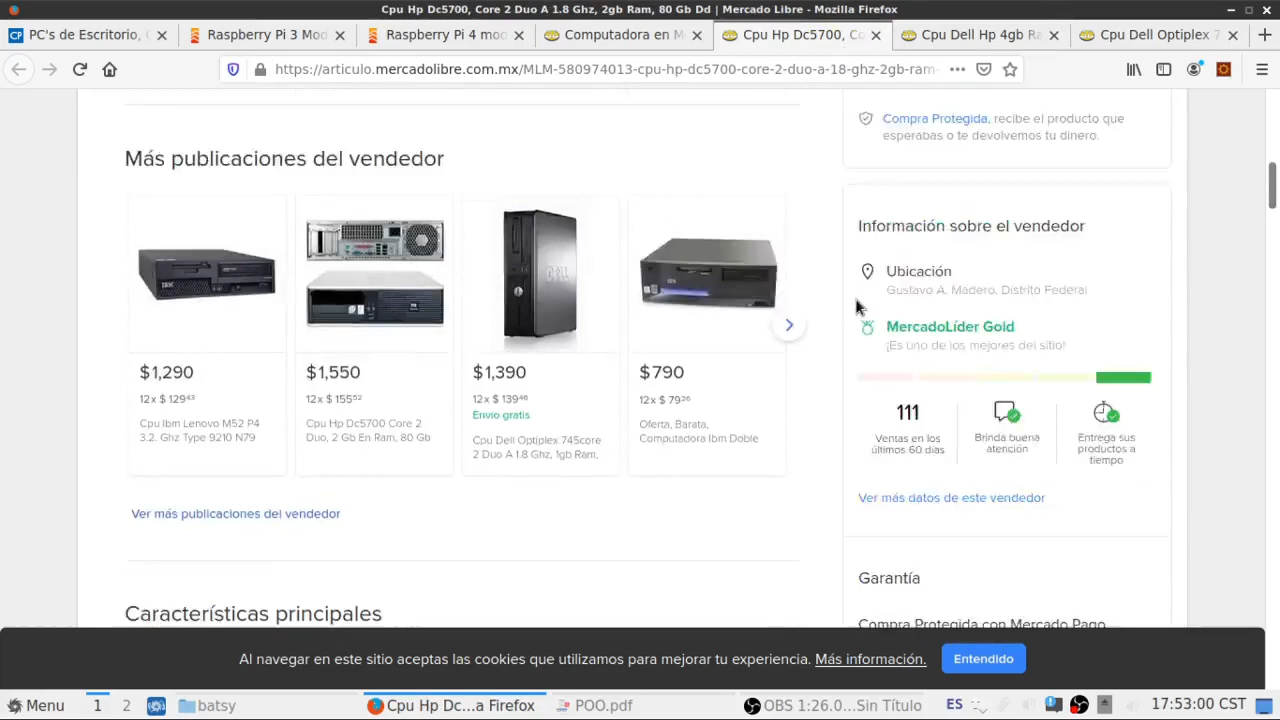 Cpu Hp Dc5700, Core 2 Duo A 1.8 Ghz, 2gb Ram, 80 Gb Dd | Mercado Libre - Mozilla Firefox
PC's de Escritorio, C
Raspberry Pi 3 Mod
Raspberry Pi 4 moo
Computadora en M
Cpu Hp Dc5700, Co
Cpu Dell Hp 4gb Ra
Cpu Dell Optiplex 7
https://articulo.mercadolibre.com.mx/MLM-580974013-cpu-hp-dc5700-core-2-duo-a-18-ghz-2gb-ram-
Compra Protegida, recibe el producto que
esperabas o te devolvemos tu dinero.
Más publicaciones del vendedor
$1,290
12x $ 129⁴³
Cpu Ibm Lenovo M52 P4
3.2. Ghz Type 9210 N79
$1,550
12x $ 155⁵²
Cpu Hp Dc5700 Core 2
Duo, 2 Gb En Ram, 80 Gb
$1,390
12x $ 139⁴⁶
Envío gratis
Cpu Dell Optiplex 745core
2 Duo A 1.8 Ghz, 1gb Ram,
$790
12x $ 79²⁶
Oferta, Barata,
Computadora Ibm Doble
Ver más publicaciones del vendedor
Características principales
Información sobre el vendedor
Ubicación
Gustavo A. Madero, Distrito Federal
MercadoLíder Gold
¡Es uno de los mejores del sitio!
111
Ventas en los
últimos 60 días
Brinda buena
atención
Entrega sus
productos a
tiempo
Ver más datos de este vendedor
Garantía
Compra Protegida con Mercado Pago
Al navegar en este sitio aceptas las cookies que utilizamos para mejorar tu experiencia. Más información.
Entendido
Menu
1
2
batsy
Cpu Hp Dc...a Firefox
POO.pdf
OBS 1:26.0...Sin Título
ES
17:53:00 CST